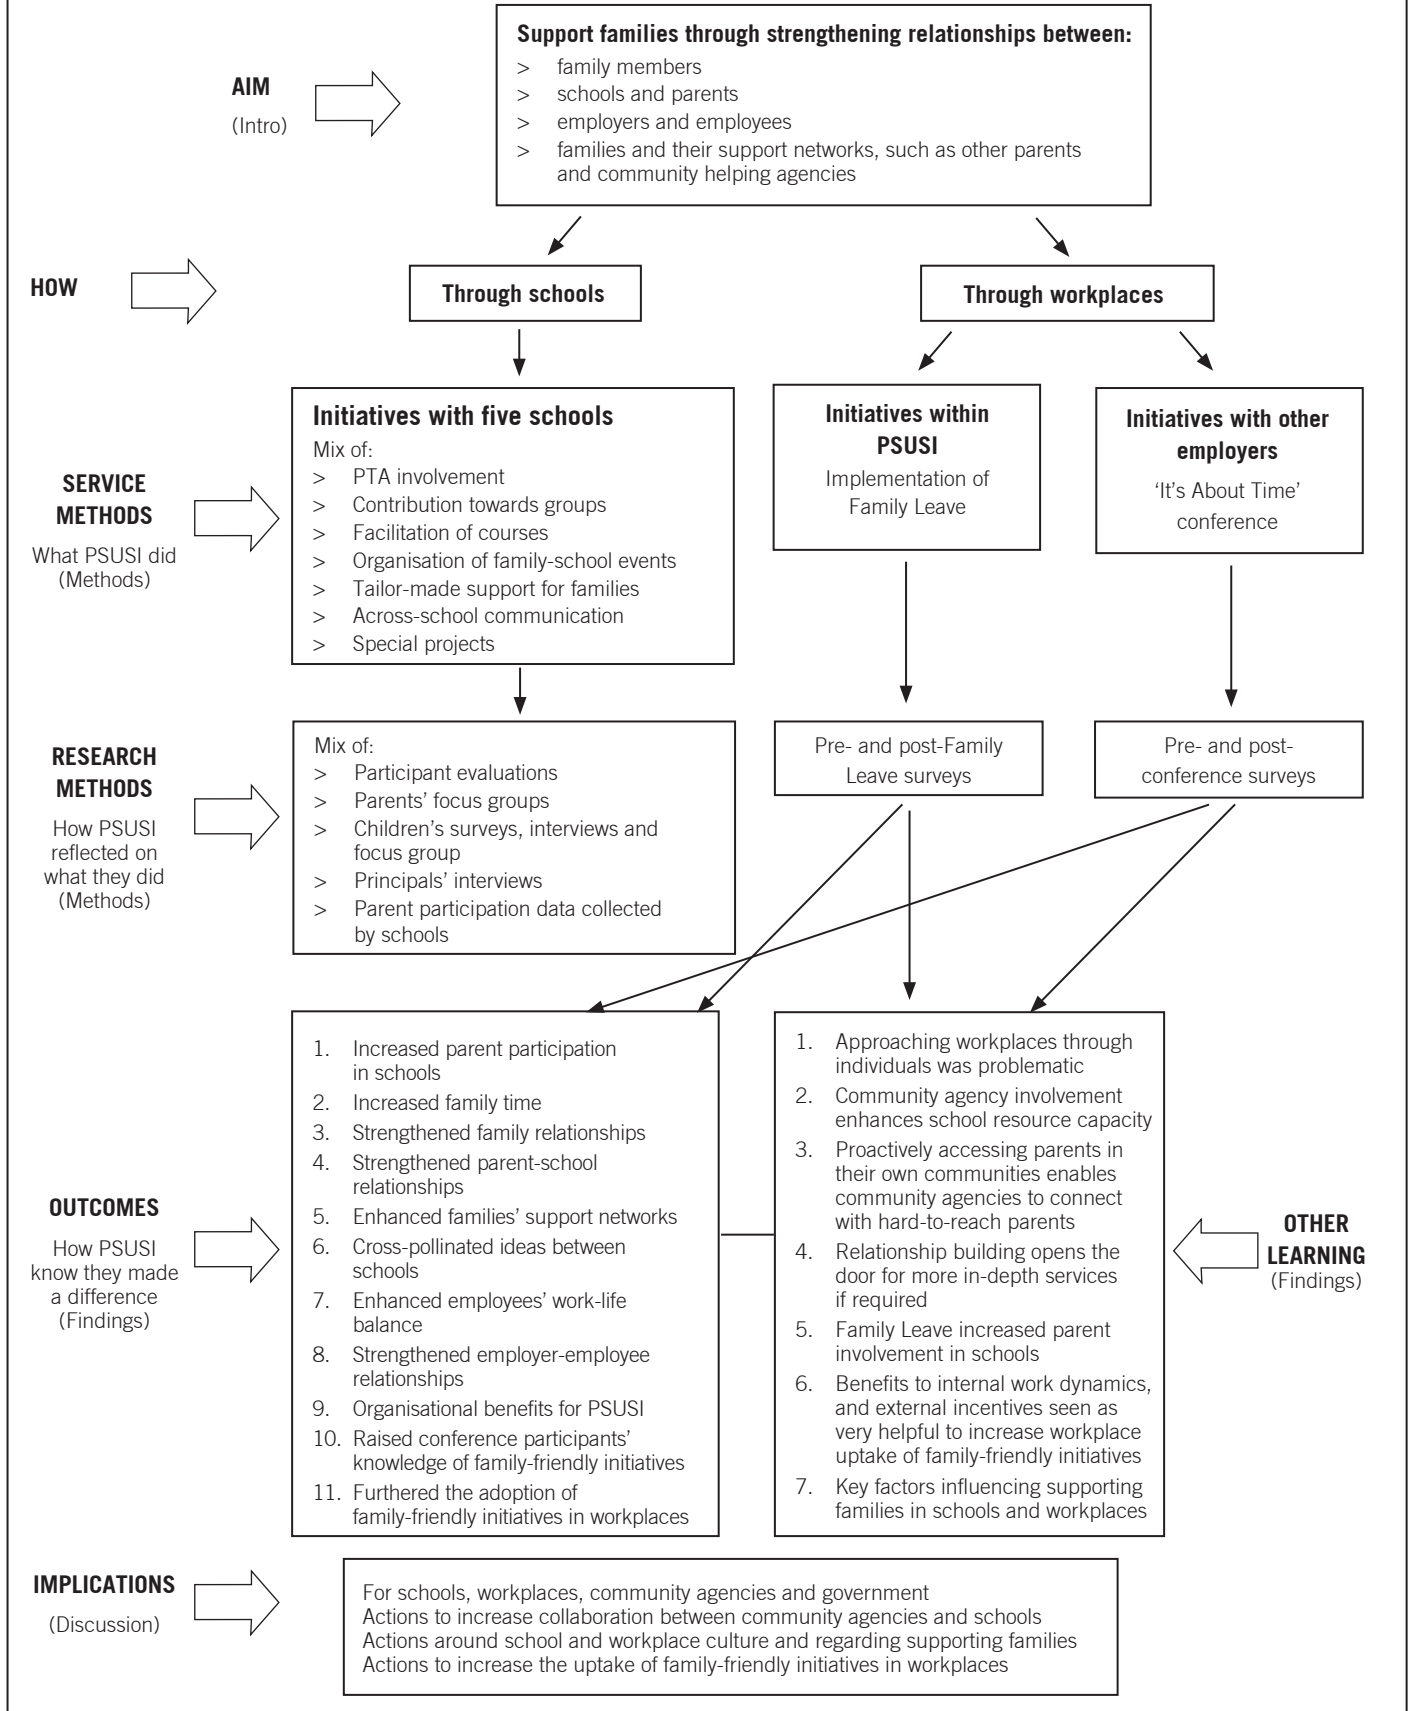 Support families through strengthening relationships between:
> family members
> schools and parents
> employers and employees
> families and their support networks, such as other parents
and community helping agencies
AIM
(Intro)
HOW
Through schools
Through workplaces
SERVICE
METHODS
What PSUSI did
(Methods)
Initiatives with five schools
Mix of:
> PTA involvement
> Contribution towards groups
> Facilitation of courses
> Organisation of family-school events
> Tailor-made support for families
> Across-school communication
> Special projects
Initiatives within
PSUSI
Implementation of
Family Leave
Initiatives with other
employers
‘It’s About Time’
conference
RESEARCH
METHODS
How PSUSI
reflected on
what they did
(Methods)
Mix of:
> Participant evaluations
> Parents’ focus groups
> Children’s surveys, interviews and
focus group
> Principals’ interviews
> Parent participation data collected
by schools
Pre- and post-Family
Leave surveys
Pre- and post-
conference surveys
OUTCOMES
How PSUSI
know they made
a difference
(Findings)
1. Increased parent participation
in schools
2. Increased family time
3. Strengthened family relationships
4. Strengthened parent-school
relationships
5. Enhanced families’ support networks
6. Cross-pollinated ideas between
schools
7. Enhanced employees’ work-life
balance
8. Strengthened employer-employee
relationships
9. Organisational benefits for PSUSI
10. Raised conference participants’
knowledge of family-friendly initiatives
11. Furthered the adoption of
family-friendly initiatives in workplaces
1. Approaching workplaces through
individuals was problematic
2. Community agency involvement
enhances school resource capacity
3. Proactively accessing parents in
their own communities enables
community agencies to connect
with hard-to-reach parents
4. Relationship building opens the
door for more in-depth services
if required
5. Family Leave increased parent
involvement in schools
6. Benefits to internal work dynamics,
and external incentives seen as
very helpful to increase workplace
uptake of family-friendly initiatives
7. Key factors influencing supporting
families in schools and workplaces
OTHER
LEARNING
(Findings)
IMPLICATIONS
(Discussion)
For schools, workplaces, community agencies and government
Actions to increase collaboration between community agencies and schools
Actions around school and workplace culture and regarding supporting families
Actions to increase the uptake of family-friendly initiatives in workplaces